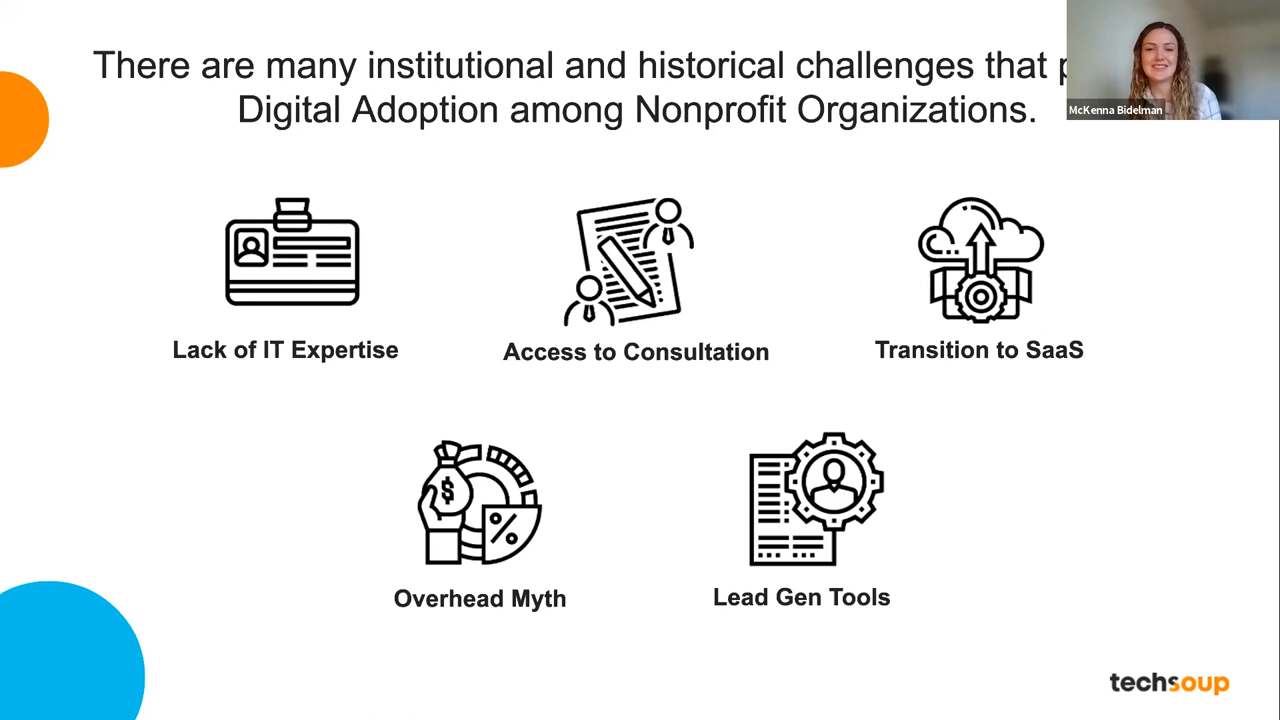 There are many institutional and historical challenges that
Digital Adoption among Nonprofit Organizations.
McKenna Bidelman
Lack of IT Expertise
Access to Consultation
Transition to SaaS
$
%
Overhead Myth
Lead Gen Tools
techsoup